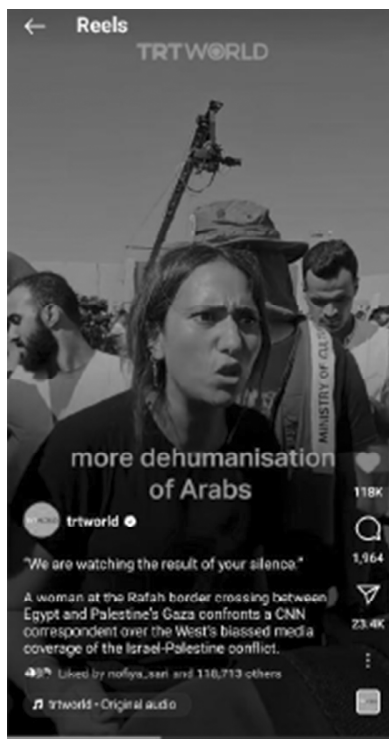 Reels
TRT WORLD
MINISTRY OF
more dehumanisation
of Arabs
118K
trtworld
1,964
"We are watching the result of your silence."
A woman at the Rafah border crossing between
Egypt and Palestine's Gaza confronts a CNN
correspondent over the West's biassed media
coverage of the Israel-Palestine conflict.
23.4K
Liked by nofiya_sari and 118,713 others
trtworld • Original audio